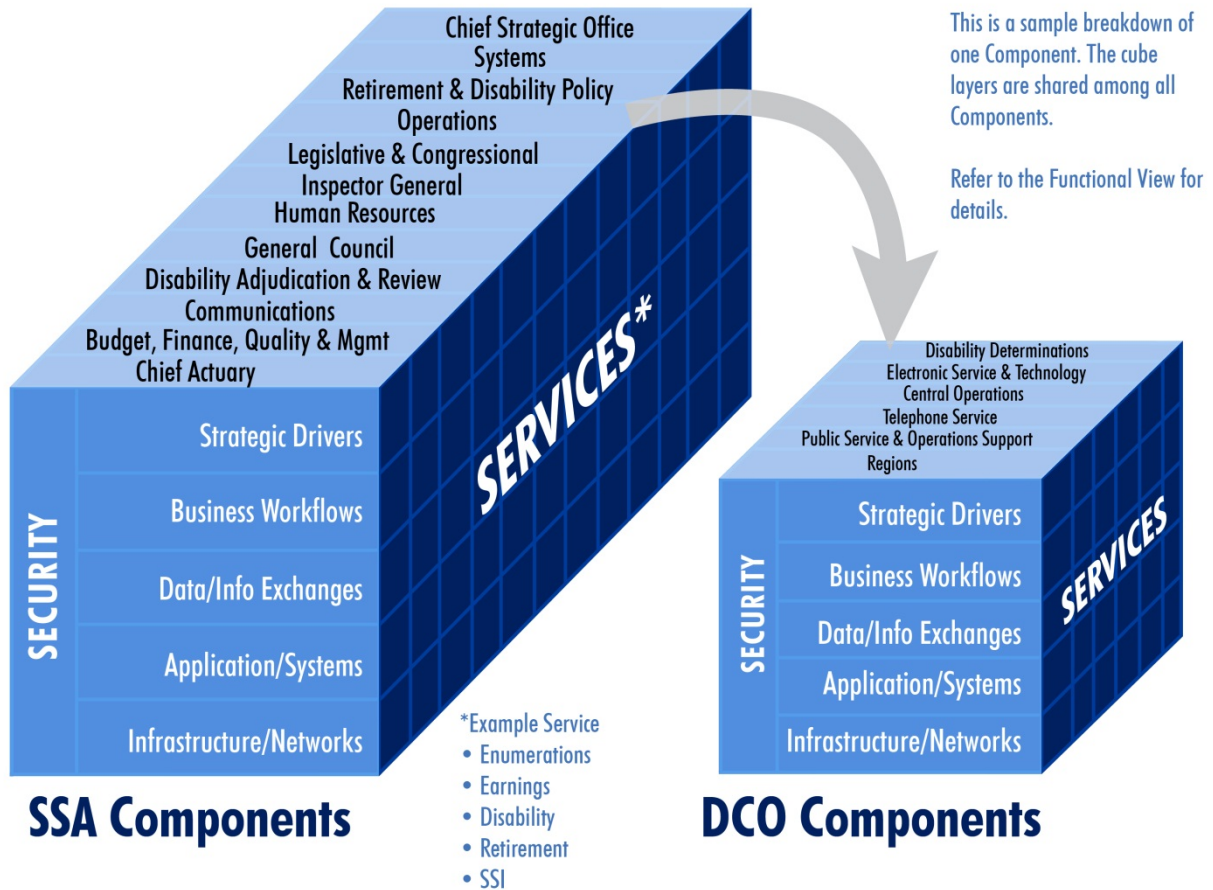 Chief Strategic Office
Systems
Retirement & Disability Policy
Operations
Legislative & Congressional
Inspector General
Human Resources
General Council
Disability Adjudication & Review
Communications
Budget, Finance, Quality & Mgmt
Chief Actuary
SECURITY
Strategic Drivers
Business Workflows
Data/Info Exchanges
Application/Systems
Infrastructure/Networks
SERVICES*
SSA Components
*Example Service
• Enumerations
• Earnings
• Disability
• Retirement
• SSI
This is a sample breakdown of
one Component. The cube
layers are shared among all
Components.
Refer to the Functional View for
details.
Disability Determinations
Electronic Service & Technology
Central Operations
Telephone Service
Public Service & Operations Support
Regions
SECURITY
Strategic Drivers
Business Workflows
Data/Info Exchanges
Application/Systems
Infrastructure/Networks
SERVICES
DCO Components